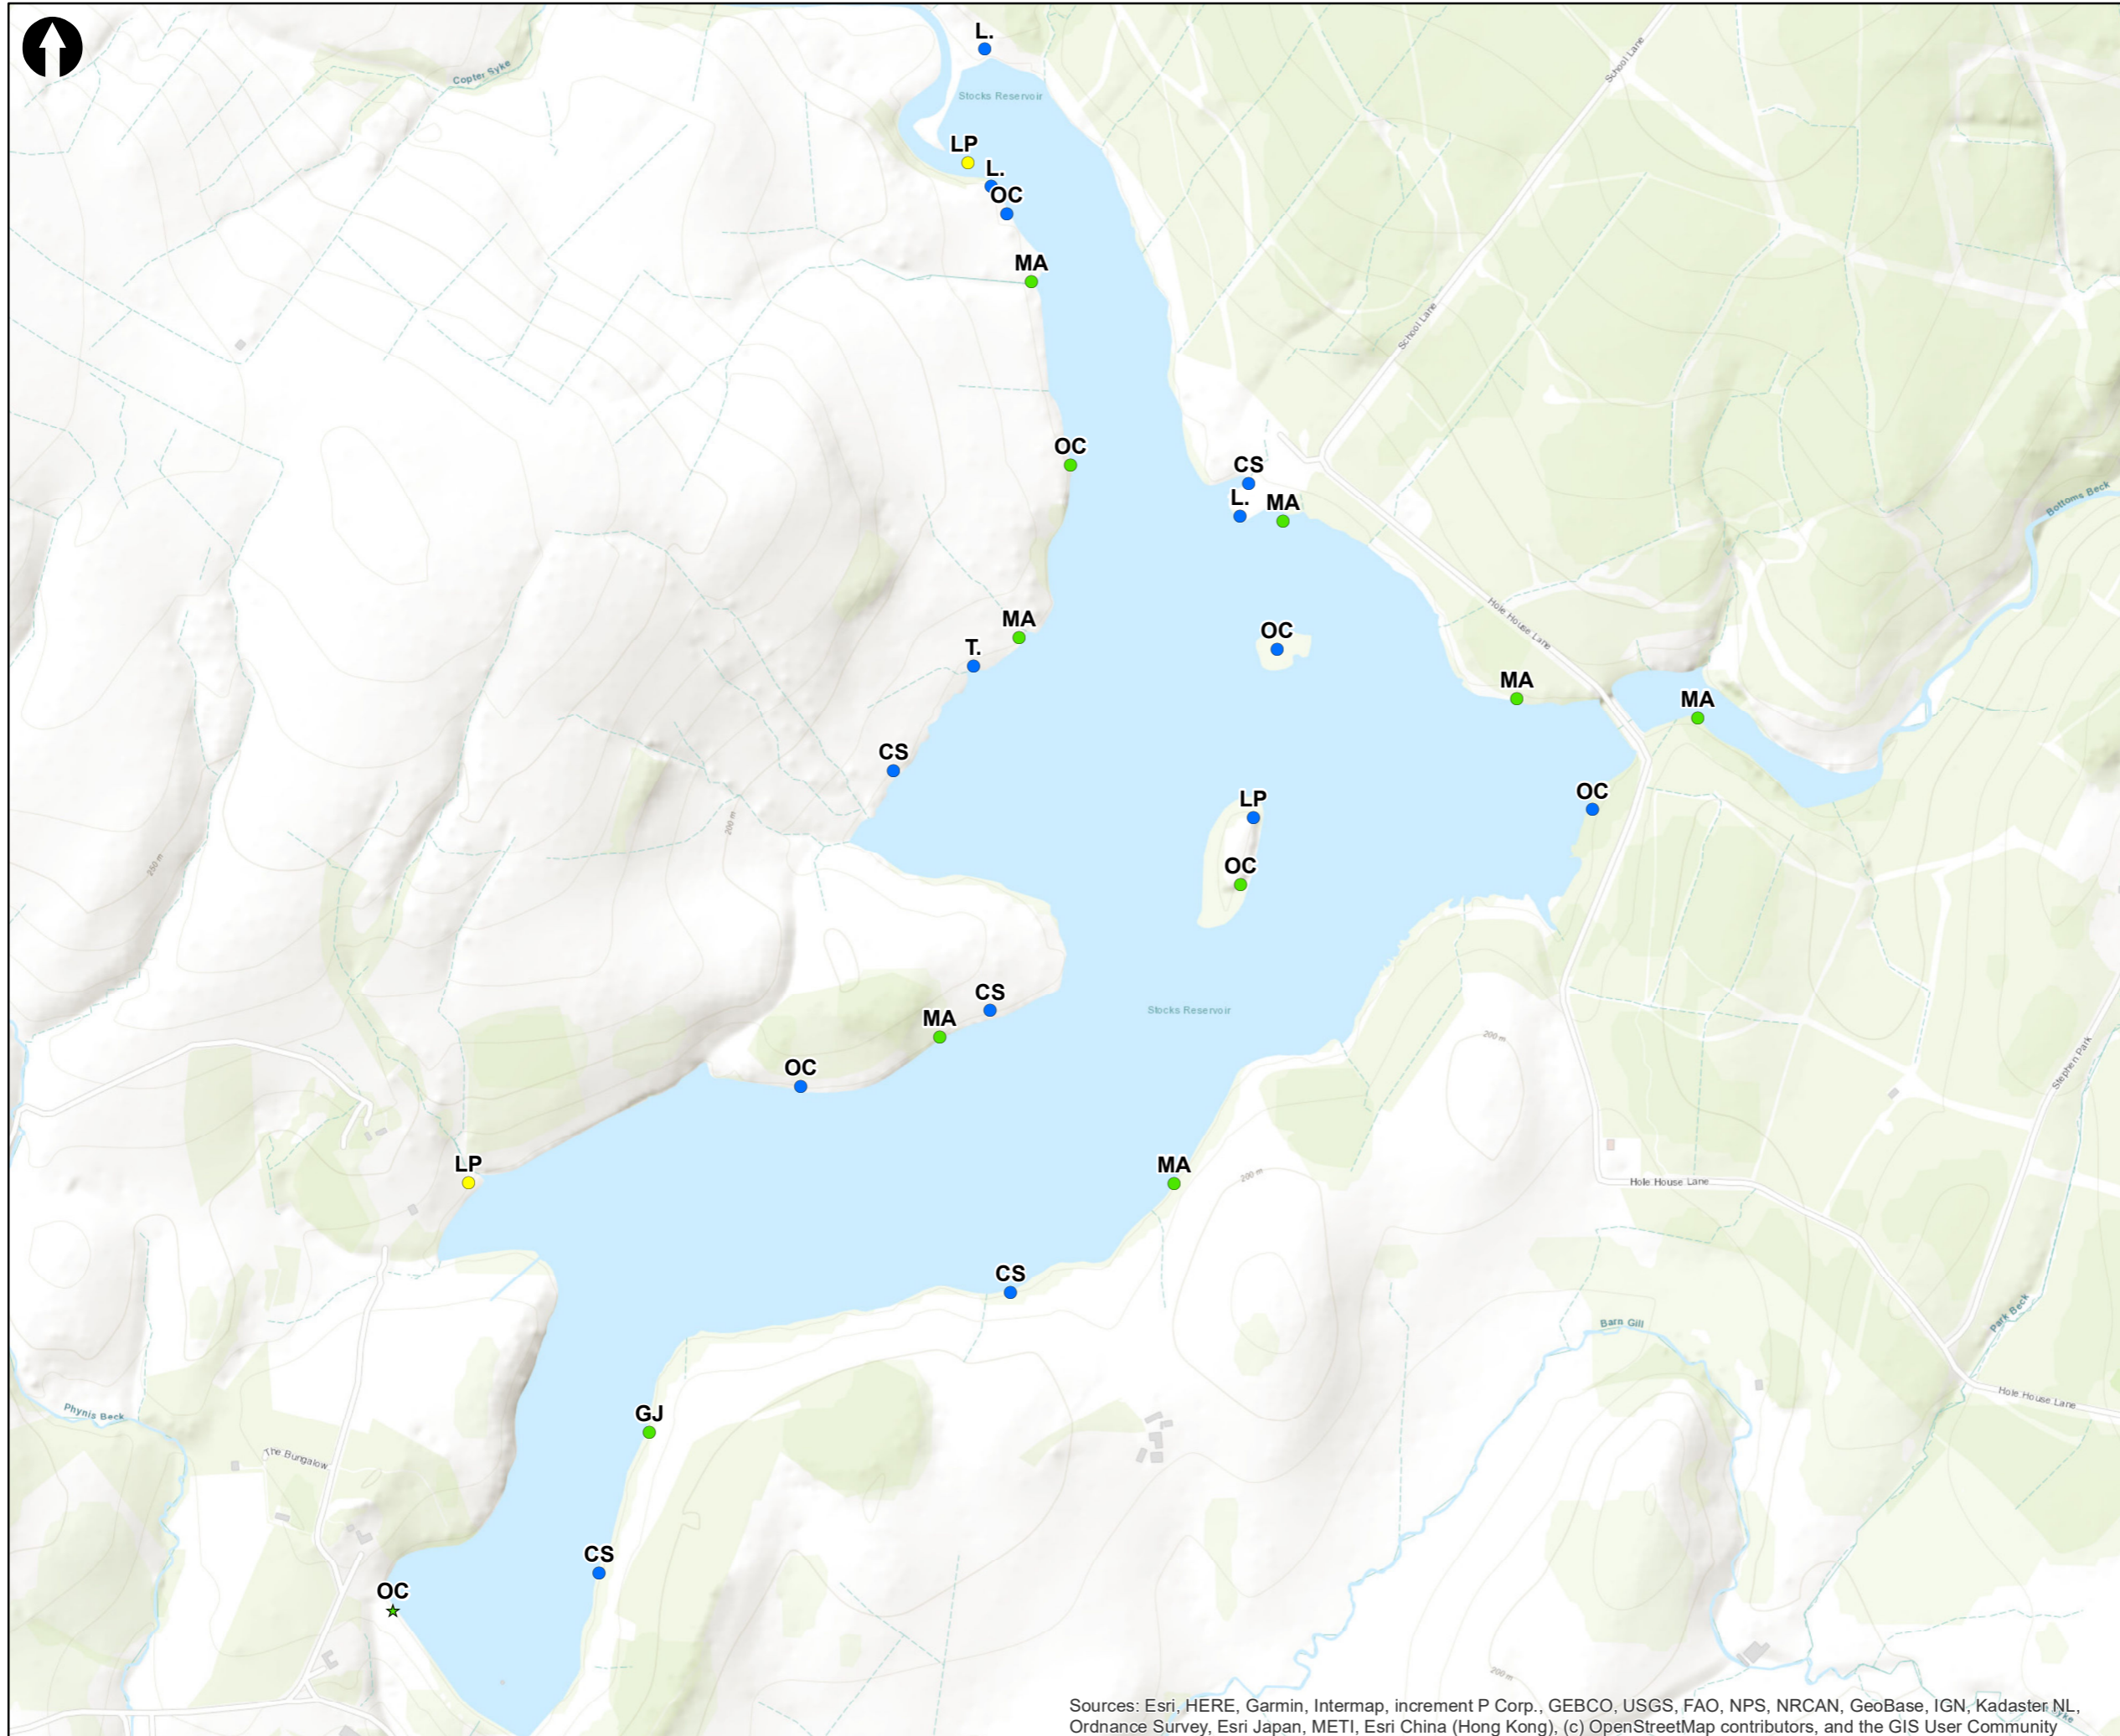 L.
Copter Syke
School Lane
Stocks Reservoir
LP
L.
OC
MA
School Lane
OC
CS
L.
MA
Bottoms Beck
Hole House Lane
MA
OC
T.
MA
MA
CS
OC
LP
200 m
250 m
OC
CS
Stocks Reservoir
MA
200 m
Stephen Park
OC
LP
MA
200 m
Hole House Lane
CS
Park Beck
Barn Gill
Hole House Lane
Phynis Beck
GJ
The Bungalow
CS
OC
200 m
Syke
Sources: Esri, HERE, Garmin, Intermap, increment P Corp., GEBCO, USGS, FAO, NPS, NRCAN, GeoBase, IGN, Kadaster NL,
Ordnance Survey, Esri Japan, METI, Esri China (Hong Kong), (c) OpenStreetMap contributors, and the GIS User Community